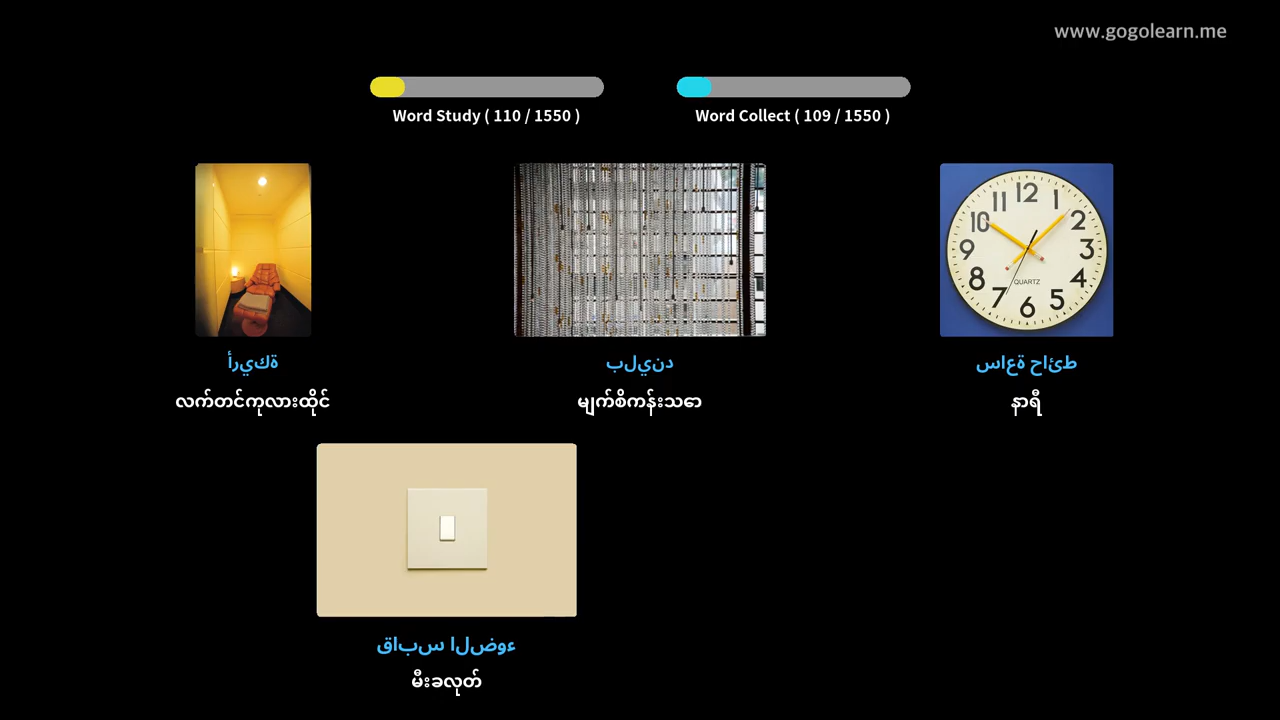 www.gogolearn.me
Word Study ( 110 / 1550 )
Word Collect ( 109 / 1550 )
أريكة
လက်တင်ကုလားထိုင်
بليند
မျက်စိကန်းသော
ساعة حائط
နာရီ
قابس الضوء
မီးခလုတ်